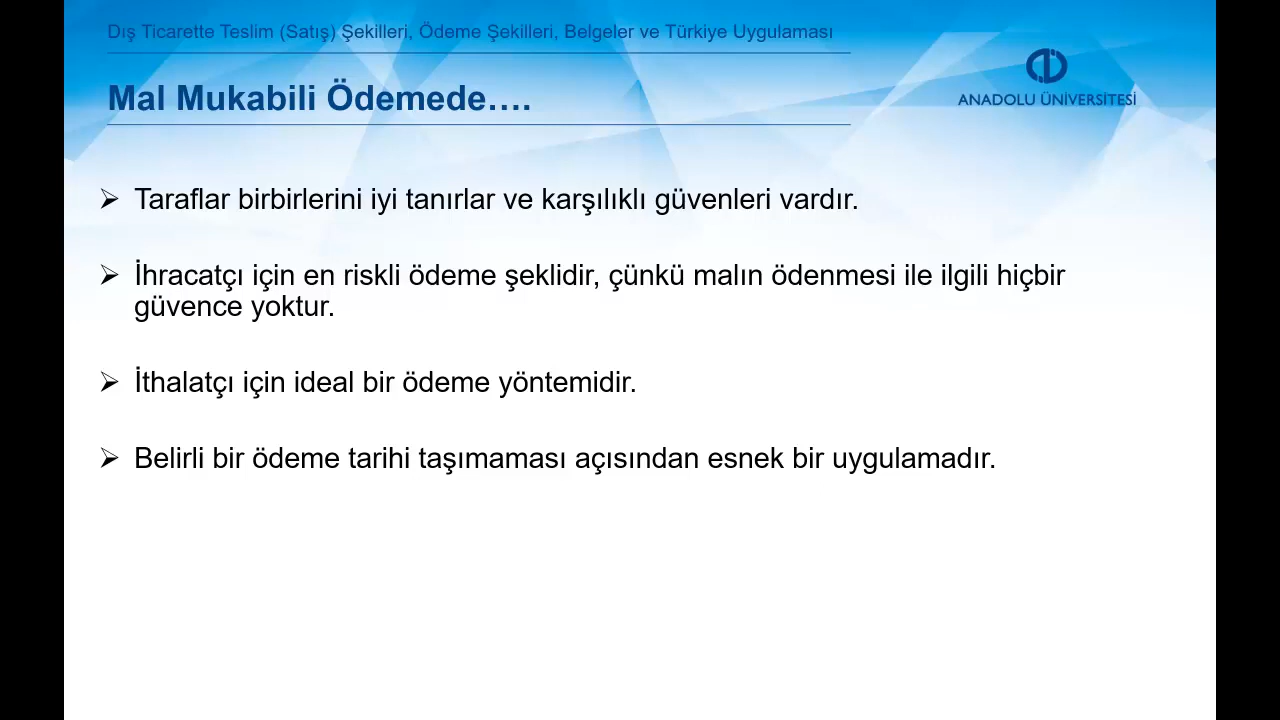 Dış Ticarette Teslim (Satış) Şekilleri, Ödeme Şekilleri, Belgeler ve Türkiye Uygulaması
Mal Mukabili Ödemede….
ANADOLU ÜNİVERSİTESİ
Taraflar birbirlerini iyi tanırlar ve karşılıklı güvenleri vardır.
İhracatçı için en riskli ödeme şeklidir, çünkü malın ödenmesi ile ilgili hiçbir
güvence yoktur.
İthalatçı için ideal bir ödeme yöntemidir.
Belirli bir ödeme tarihi taşımaması açısından esnek bir uygulamadır.